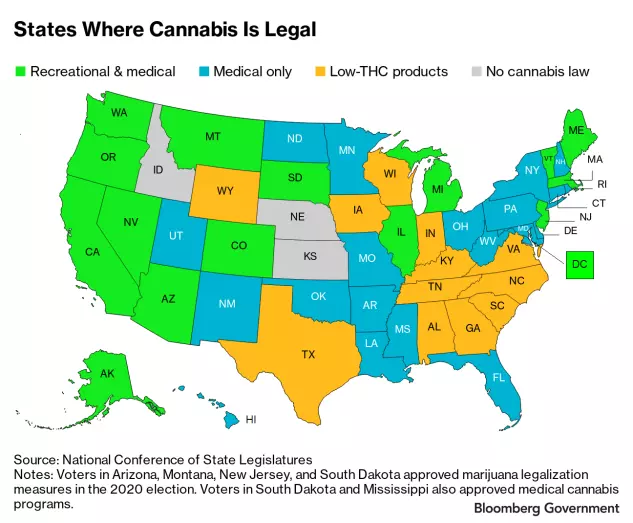 States Where Cannabis Is Legal
Recreational & medical
Medical only
Low-THC products
No cannabis law
WA
MT
ND
MN
ME
OR
ID
WY
SD
WI
MI
NY
VT
NH
MA
RI
CT
NJ
DE
DC
NV
UT
CO
NE
IA
IL
IN
OH
PA
MD
CA
AZ
NM
KS
MO
KY
WV
VA
OK
AR
TN
NC
SC
TX
LA
MS
AL
GA
FL
AK
HI
Source: National Conference of State Legislatures
Notes: Voters in Arizona, Montana, New Jersey, and South Dakota approved marijuana legalization
measures in the 2020 election. Voters in South Dakota and Mississippi also approved medical cannabis
programs.
Bloomberg Government